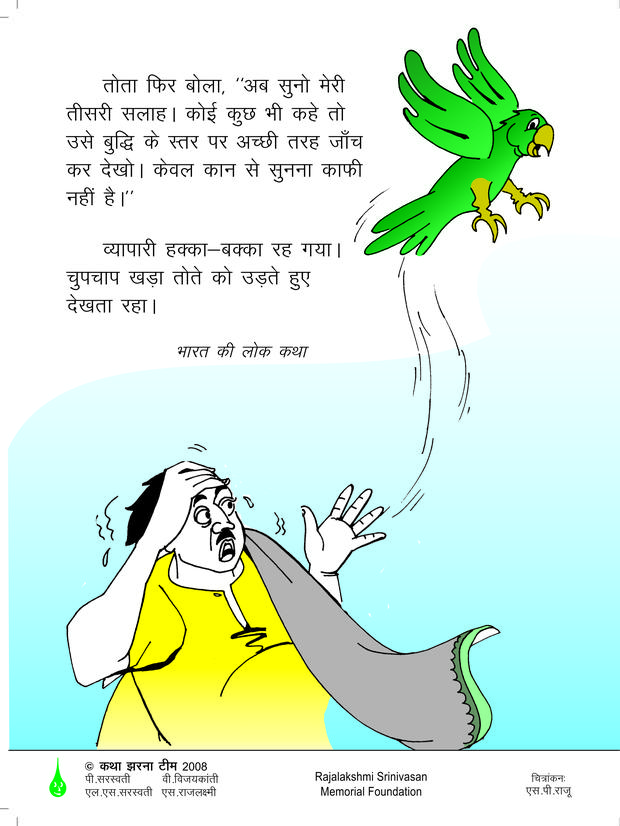 तोता फिर बोला, ''अब सुनो मेरी
तीसरी सलाह। कोई कुछ भी कहे तो
उसे बुद्धि के स्तर पर अच्छी तरह जाँच
कर देखो। केवल कान से सुनना काफी
नहीं है।''
व्यापारी हक्का–बक्का रह गया।
चुपचाप खड़ा तोते को उड़ते हुए
देखता रहा।
भारत की लोक कथा
© कथा झरना टीम 2008
पी.सरस्वती वी.विजयकांती
एल.एस.सरस्वती एस.राजलक्ष्मी
Rajalakshmi Srinivasan
Memorial Foundation
चित्रांकनः
एस.पी.राजू